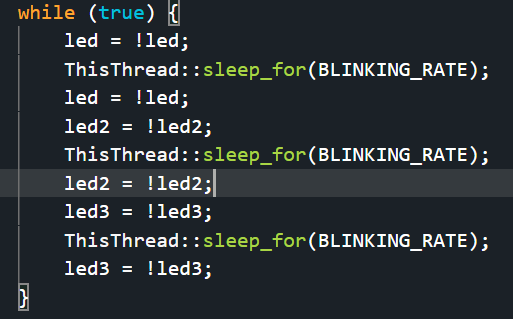 while (true) {
    led = !led;
    ThisThread::sleep_for(BLINKING_RATE);
    led = !led;
    led2 = !led2;
    ThisThread::sleep_for(BLINKING_RATE);
    led2 = !led2;
    led3 = !led3;
    ThisThread::sleep_for(BLINKING_RATE);
    led3 = !led3;
}